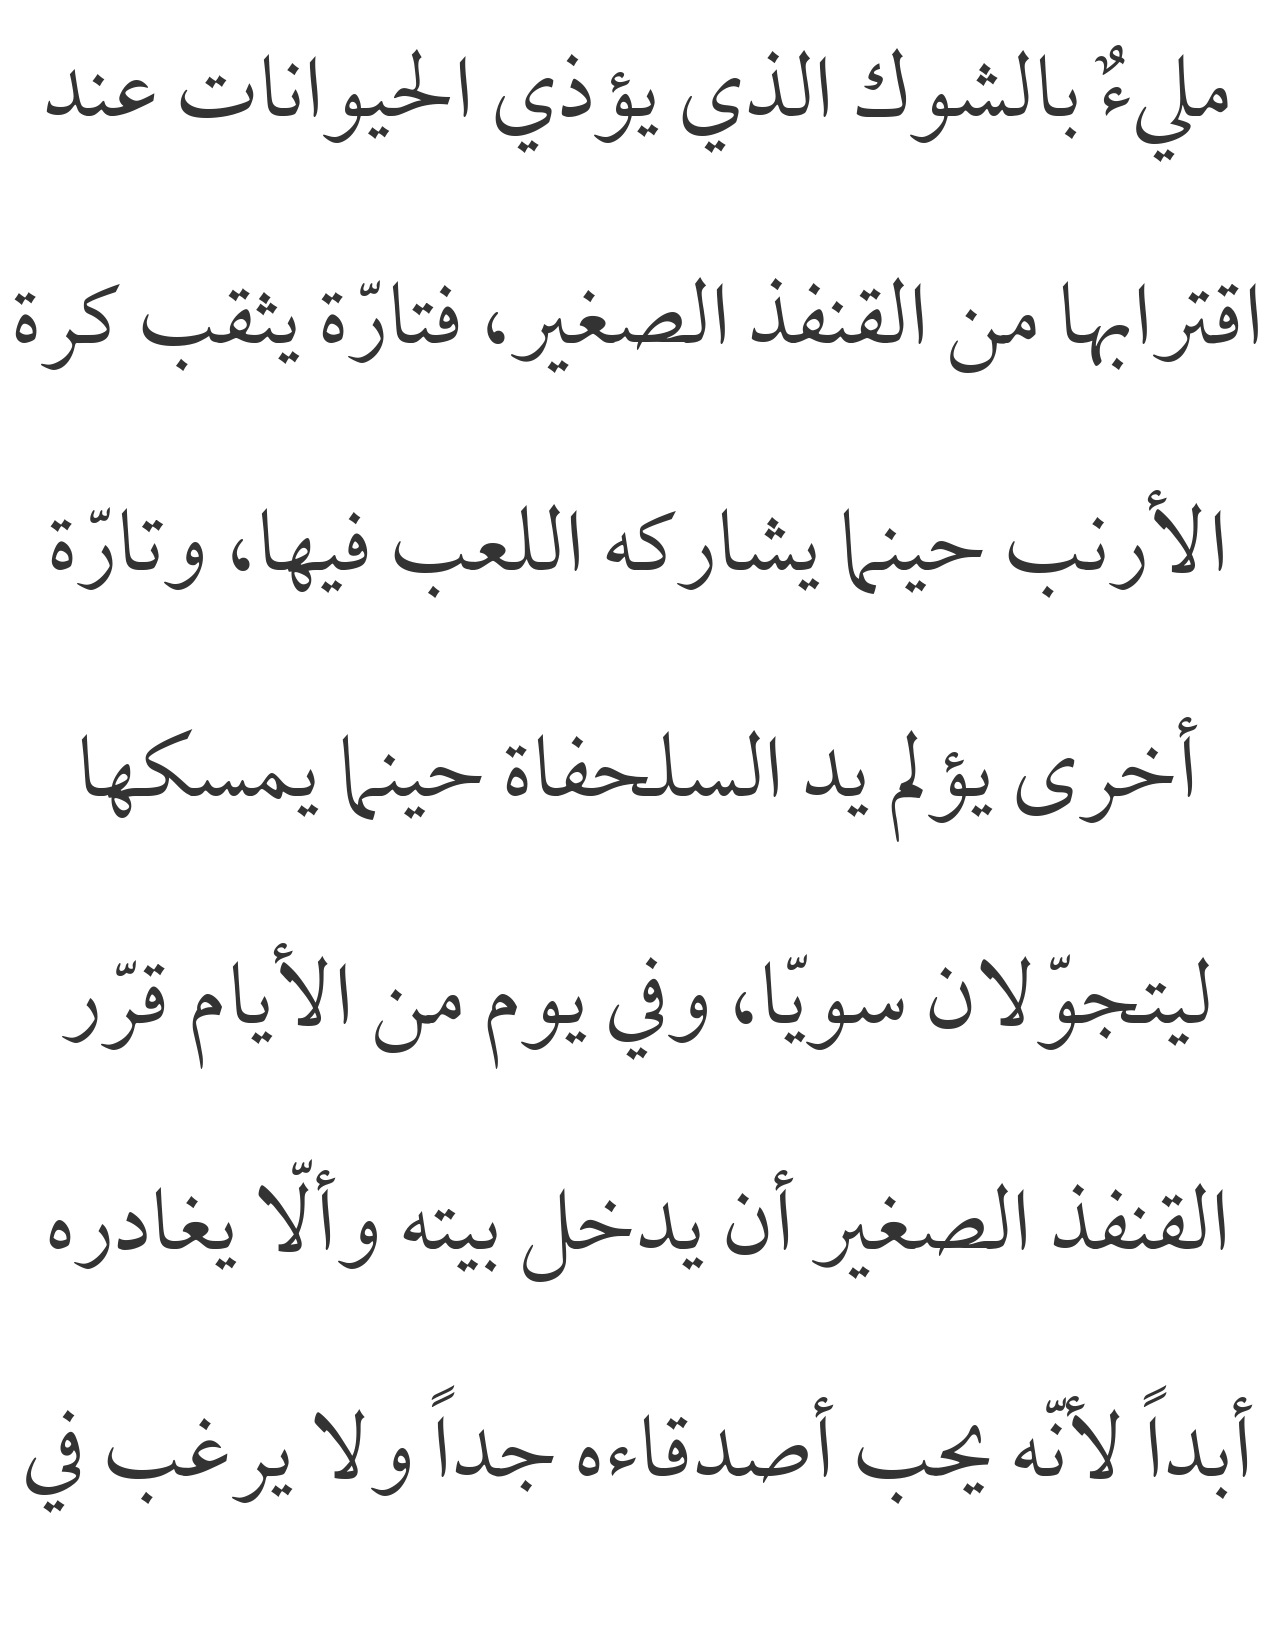 مليءٌ بالشوك الذي يؤذي الحيوانات عند
اقترابها من القنفذ الصغير، فتارّة يثقب كرة
الأرنب حينما يشاركه اللعب فيها، وتارّة
أخرى يؤلم يد السلحفاة حينما يمسكها
ليتجوّلان سويّا، وفي يوم من الأيام قرّر
القنفذ الصغير أن يدخل بيته وألّا يغادره
أبداً لأنّه يحب أصدقاءه جداً ولا يرغب في